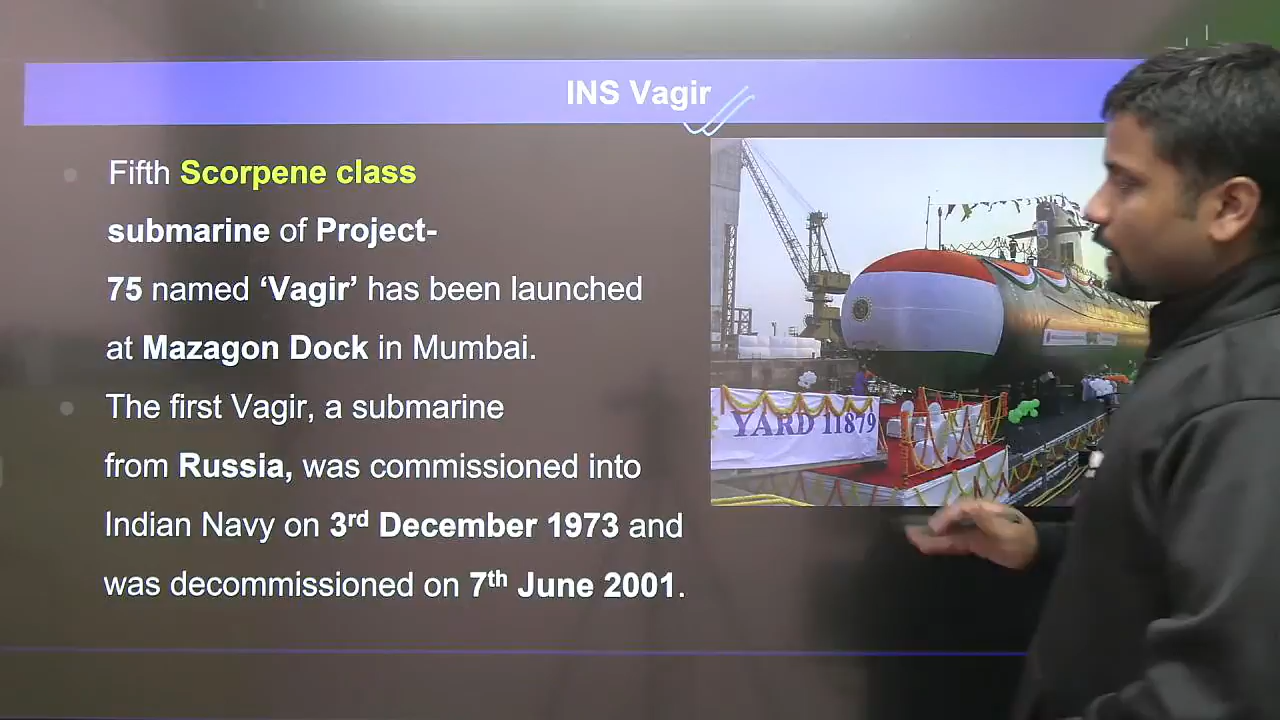 INS Vagir
Fifth Scorpene class
submarine of Project-
75 named ‘Vagir’ has been launched
at Mazagon Dock in Mumbai.
The first Vagir, a submarine
from Russia, was commissioned into
Indian Navy on 3rd December 1973 and
was decommissioned on 7th June 2001.
YARD 11879